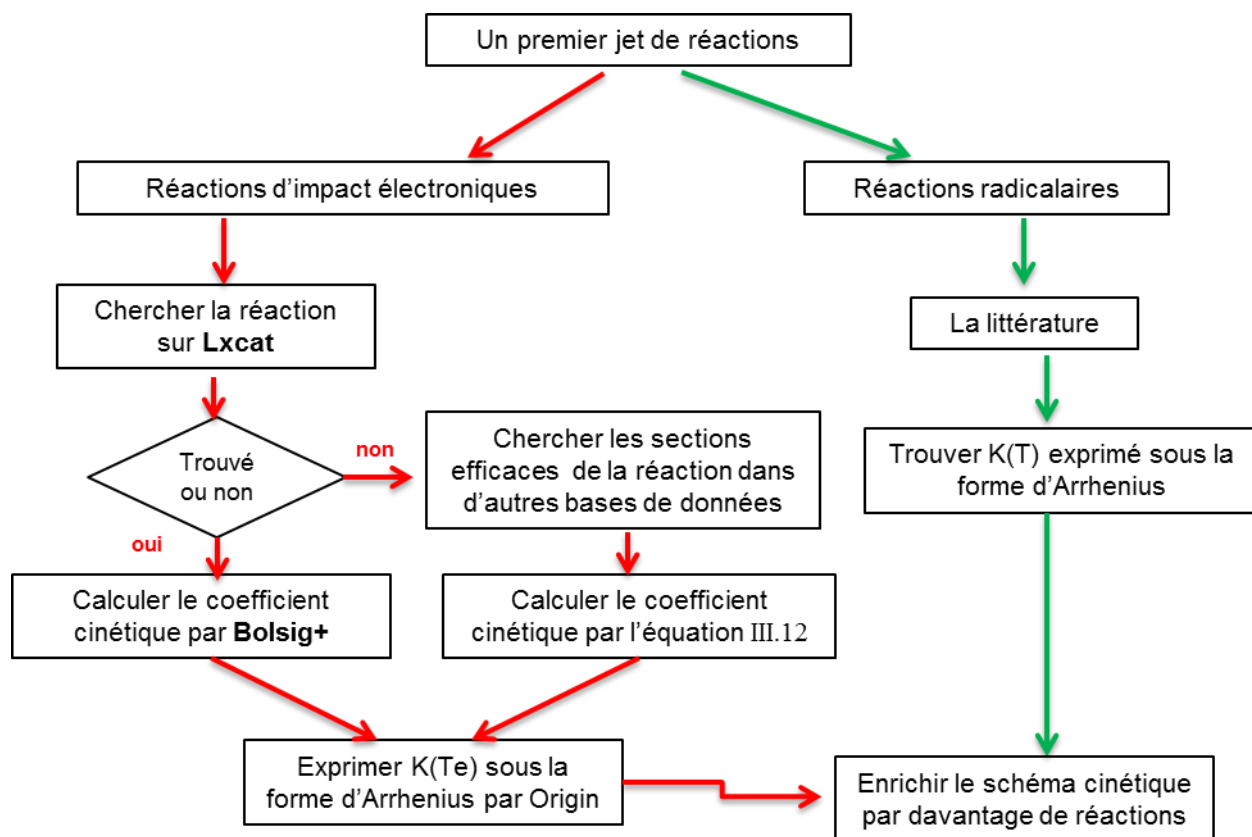 Un premier jet de réactions
Réactions d’impact électroniques
Réactions radicalaires
Chercher la réaction
sur Lxcat
La littérature
Trouvé
ou non
non
oui
Chercher les sections
efficaces de la réaction dans
d’autres bases de données
Trouver K(T) exprimé sous la
forme d’Arrhenius
Calculer le coefficient
cinétique par Bolsig+
Calculer le coefficient
cinétique par l’équation III.12
Exprimer K(Te) sous la
forme d’Arrhenius par Origin
Enrichir le schéma cinétique
par davantage de réactions